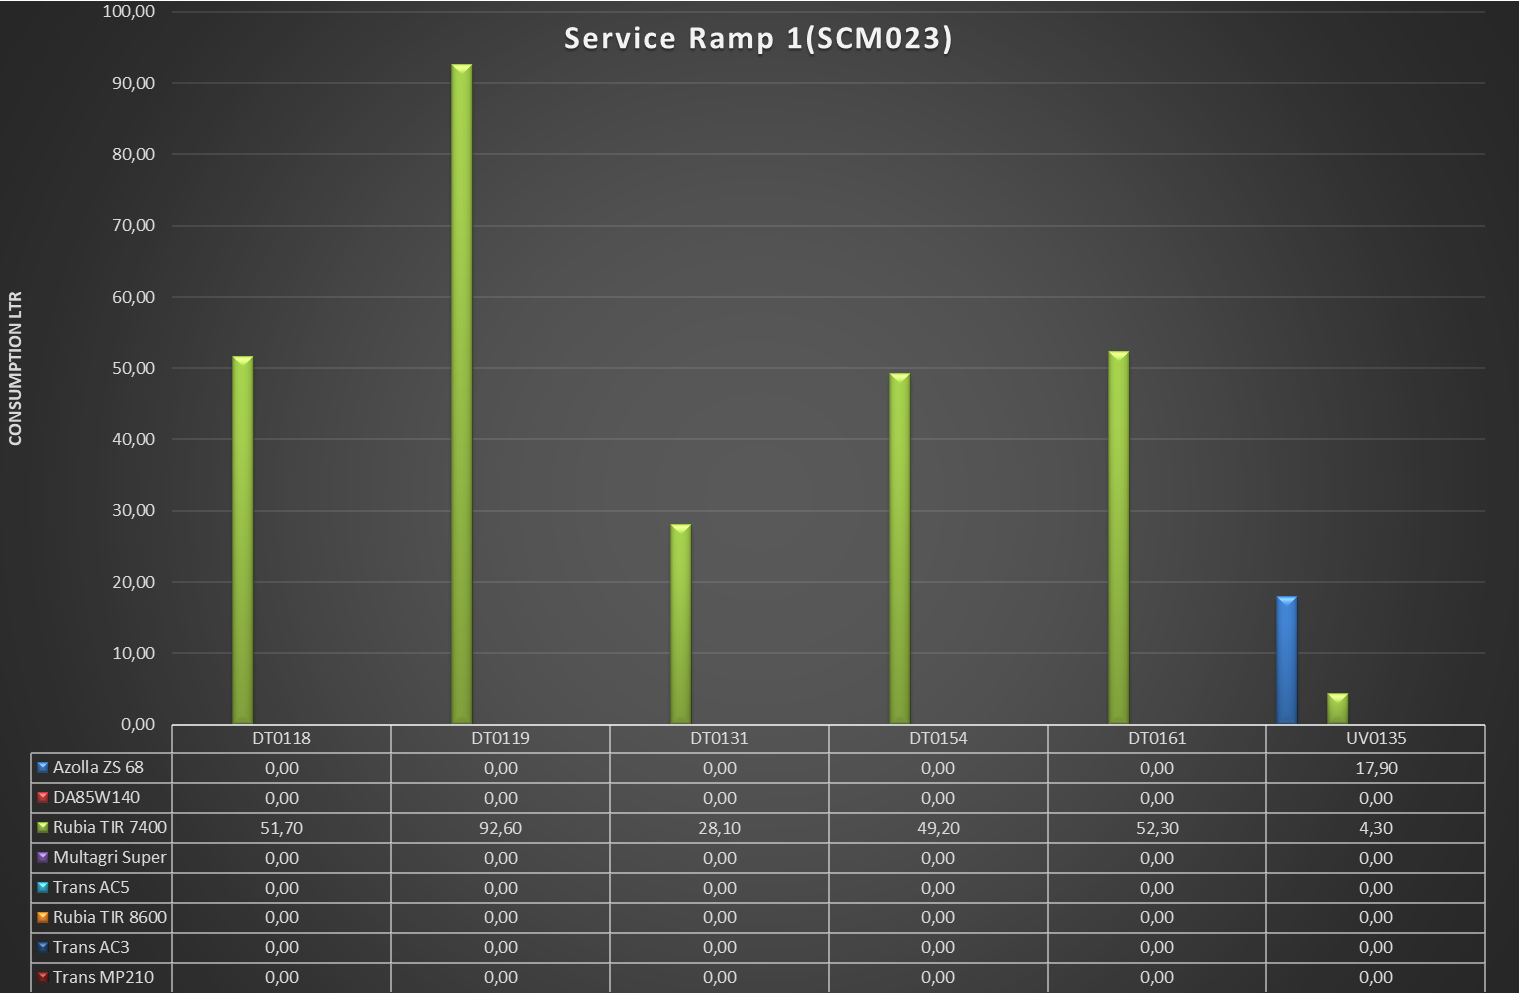 Service Ramp 1(SCM023)
100,00
90,00
80,00
70,00
60,00
50,00
40,00
30,00
20,00
10,00
0,00
CONSUMPTION LTR
DT0118 DT0119 DT0131 DT0154 DT0161 UV0135
Azolla ZS 68 0,00 0,00 0,00 0,00 0,00 17,90
DA85W140 0,00 0,00 0,00 0,00 0,00 0,00
Rubia TIR 7400 51,70 92,60 28,10 49,20 52,30 4,30
Multagri Super 0,00 0,00 0,00 0,00 0,00 0,00
Trans AC5 0,00 0,00 0,00 0,00 0,00 0,00
Rubia TIR 8600 0,00 0,00 0,00 0,00 0,00 0,00
Trans AC3 0,00 0,00 0,00 0,00 0,00 0,00
Trans MP210 0,00 0,00 0,00 0,00 0,00 0,00